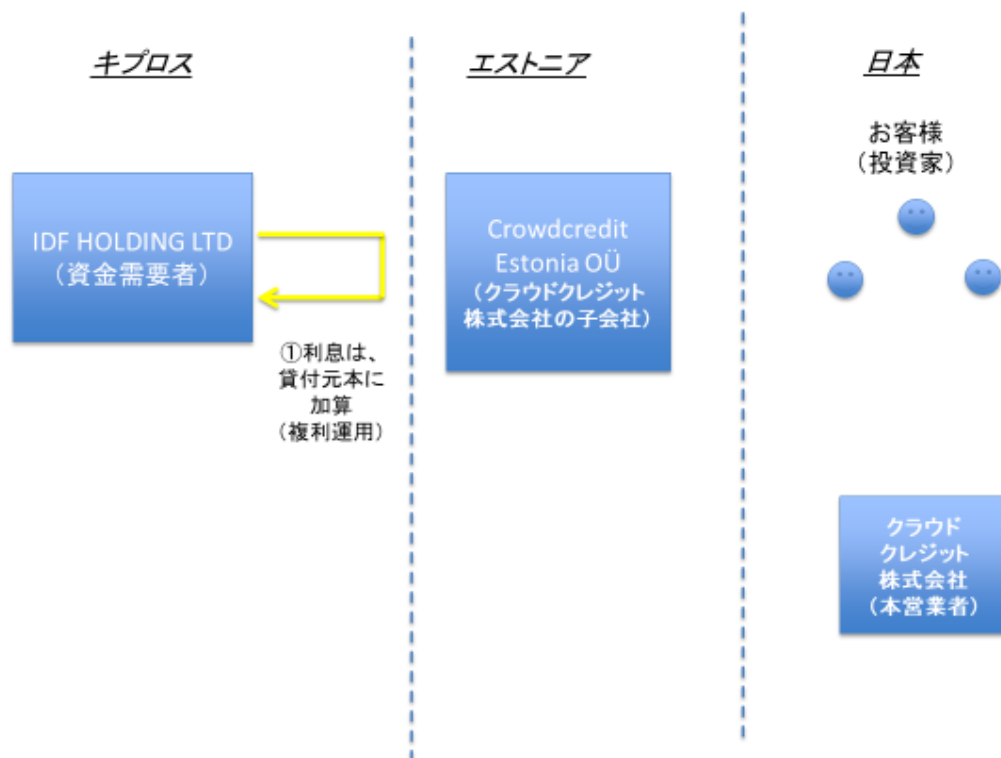 キプロス
エストニア
日本
お客様
（投資家）
IDF HOLDING LTD
（資金需要者）
Crowdcredit
Estonia OÜ
（クラウドクレジット
株式会社の子会社）
①利息は、
貸付元本に
加算
（複利運用）
クラウド
クレジット
株式会社
（本営業者）